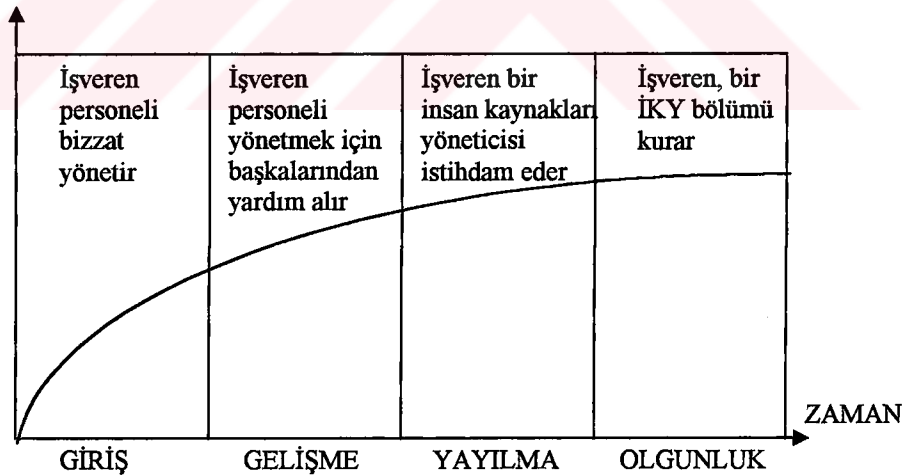 İşveren
personeli
bizzat
yönetir
İşveren
personeli
yönetmek için
başkalarından
yardım alır
İşveren bir
insan kaynakları
yöneticisi
istihdam eder
İşveren, bir
İKY bölümü
kurar
ZAMAN
GİRİŞ
GELİŞME
YAYILMA
OLGUNLUK